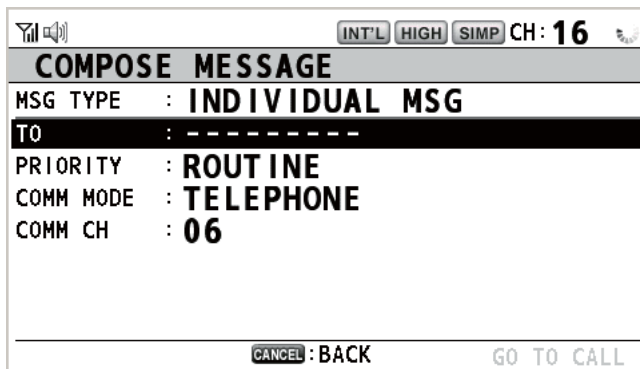 INT'L HIGH SIMP CH: 16
COMPOSE MESSAGE
MSG TYPE : INDIVIDUAL MSG
TO : ---------
PRIORITY : ROUTINE
COMM MODE : TELEPHONE
COMM CH : 06
CANCEL : BACK GO TO CALL